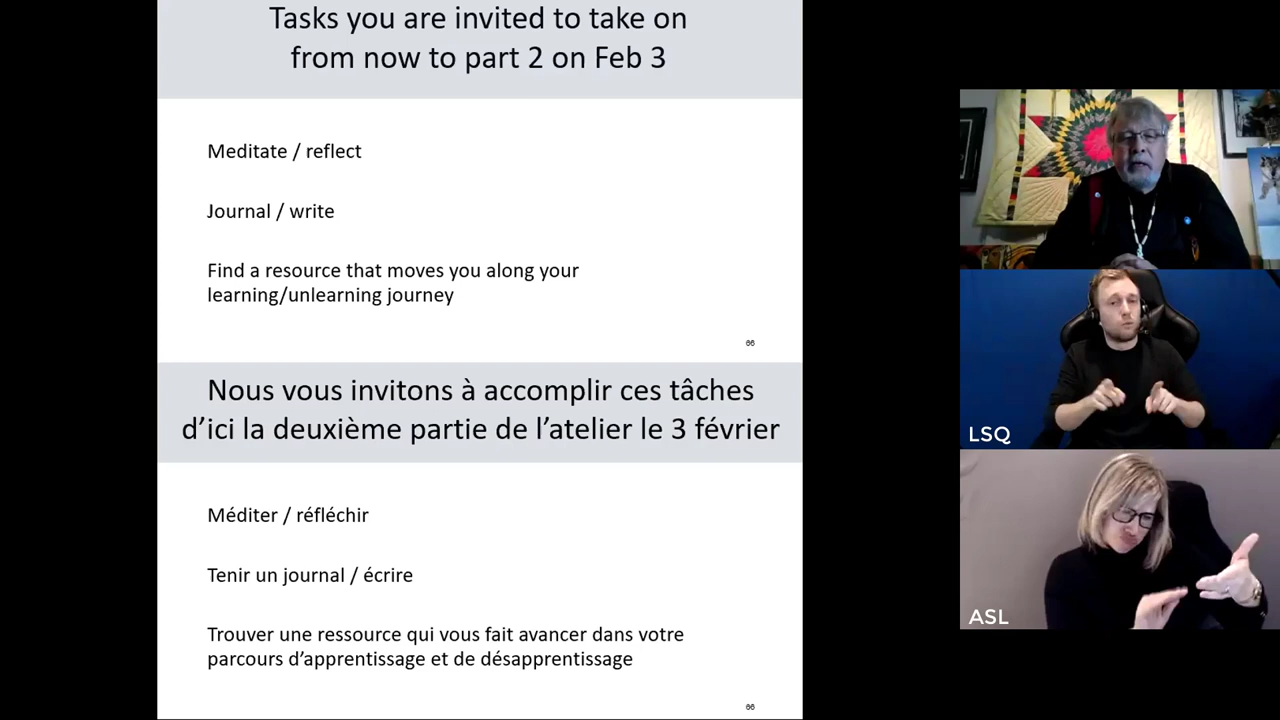 Tasks you are invited to take on
from now to part 2 on Feb 3
Meditate / reflect
Journal / write
Find a resource that moves you along your
learning/unlearning journey
66
Nous vous invitons à accomplir ces tâches
d’ici la deuxième partie de l’atelier le 3 février
Méditer / réfléchir
Tenir un journal / écrire
Trouver une ressource qui vous fait avancer dans votre
parcours d’apprentissage et de désapprentissage
66
LSQ
ASL